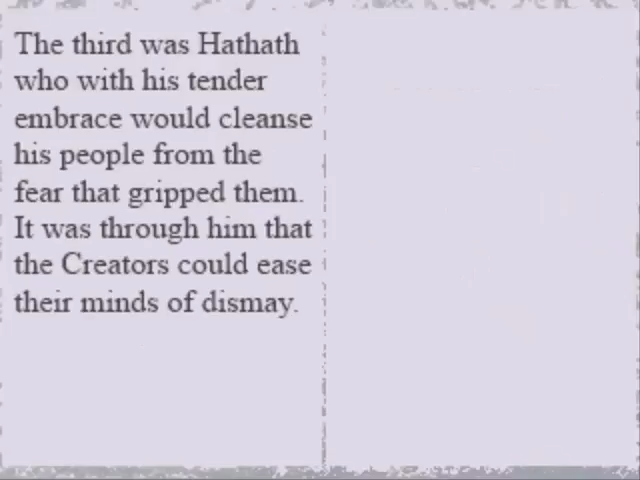 The third was Hathath
who with his tender
embrace would cleanse
his people from the
fear that gripped them.
It was through him that
the Creators could ease
their minds of dismay.